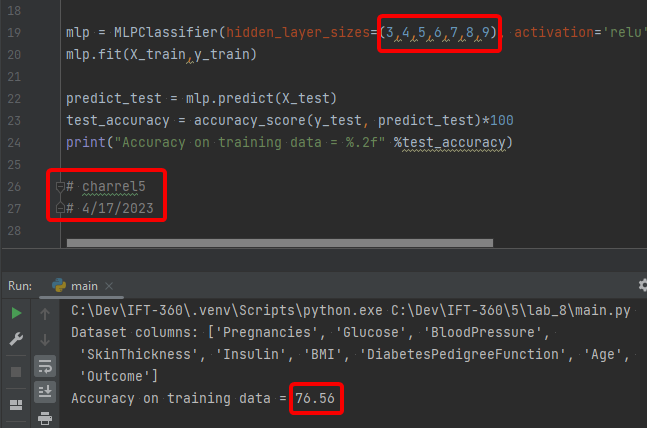 18
19 mlp = MLPClassifier(hidden_layer_sizes=(3,4,5,6,7,8,9), activation='relu'
20 mlp.fit(X_train,y_train)
21
22 predict_test = mlp.predict(X_test)
23 test_accuracy = accuracy_score(y_test, predict_test)*100
24 print("Accuracy on training data = %.2f" %test_accuracy)
25
26 # charrel5
27 # 4/17/2023
28
Run: main
C:\Dev\IFT-360\.venv\Scripts\python.exe C:\Dev\IFT-360\5\lab_8\main.py
Dataset columns: ['Pregnancies', 'Glucose', 'BloodPressure',
'SkinThickness', 'Insulin', 'BMI', 'DiabetesPedigreeFunction', 'Age',
'Outcome']
Accuracy on training data = 76.56